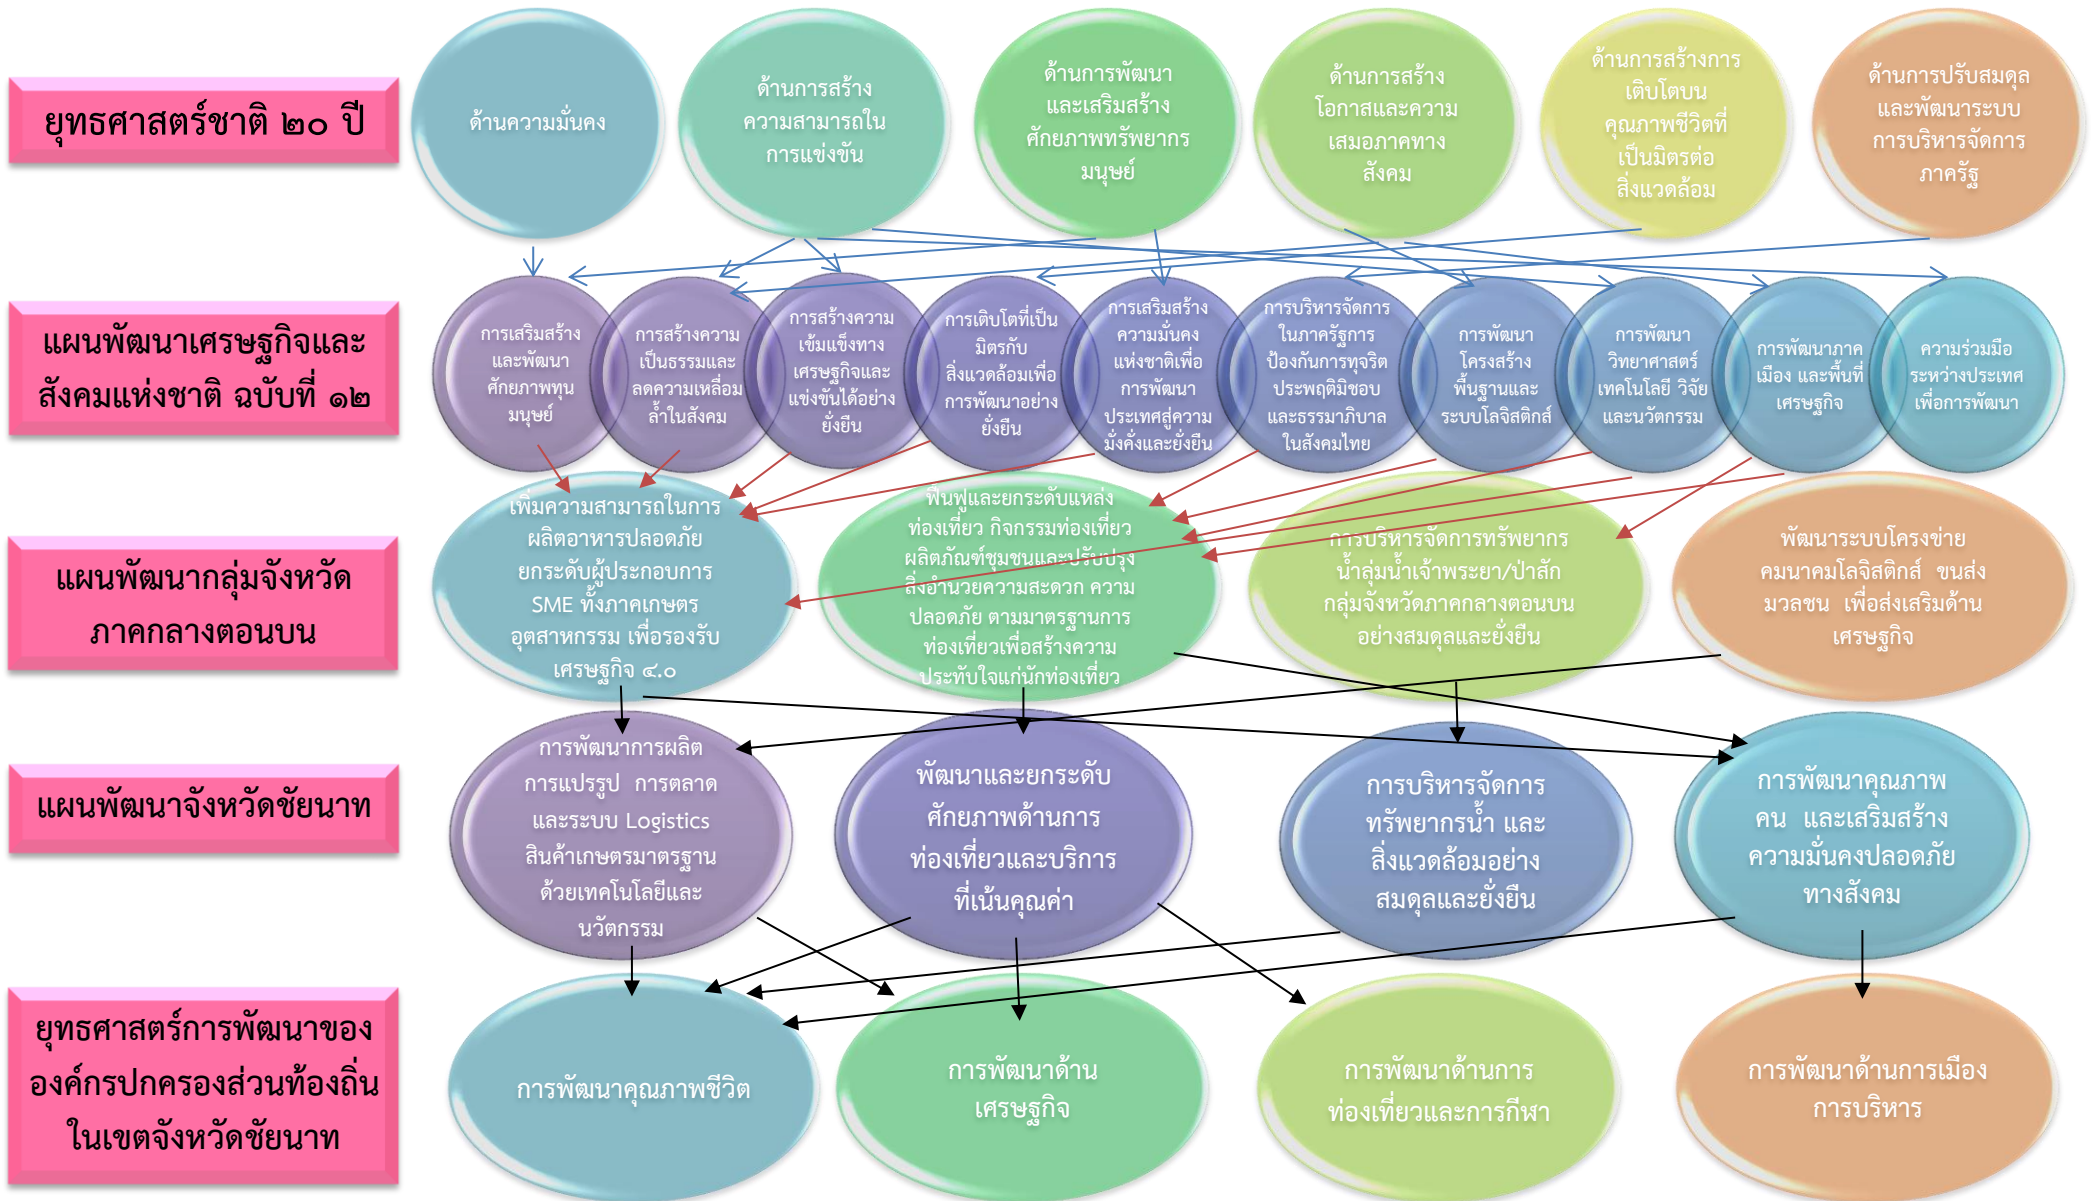 ยุทธศาสตร์ชาติ ๒๐ ปี
ด้านความมั่นคง
ด้านการสร้าง
ความสามารถใน
การแข่งขัน
ด้านการพัฒนา
และเสริมสร้าง
ศักยภาพทรัพยากร
มนุษย์
ด้านการสร้าง
โอกาสและความ
เสมอภาคทาง
สังคม
ด้านการสร้างการ
เติบโตบน
คุณภาพชีวิตที่
เป็นมิตรต่อ
สิ่งแวดล้อม
ด้านการปรับสมดุล
และพัฒนาระบบ
การบริหารจัดการ
ภาครัฐ
แผนพัฒนาเศรษฐกิจและ
สังคมแห่งชาติ ฉบับที่ ๑๒
การเสริมสร้าง
และพัฒนา
ศักยภาพทุน
มนุษย์
การสร้างความ
เป็นธรรมและ
ลดความเหลื่อม
ล้ำในสังคม
การสร้างความ
เข้มแข็งทาง
เศรษฐกิจและ
แข่งขันได้อย่าง
ยั่งยืน
การเติบโตที่เป็น
มิตรกับ
สิ่งแวดล้อมเพื่อ
การพัฒนาอย่าง
ยั่งยืน
การเสริมสร้าง
ความมั่นคง
แห่งชาติเพื่อ
การพัฒนา
ประเทศสู่ความ
มั่งคั่งและยั่งยืน
การบริหารจัดการ
ในภาครัฐการ
ป้องกันการทุจริต
ประพฤติมิชอบ
และธรรมาภิบาล
ในสังคมไทย
การพัฒนา
โครงสร้าง
พื้นฐานและ
ระบบโลจิสติกส์
การพัฒนา
วิทยาศาสตร์
เทคโนโลยี วิจัย
และนวัตกรรม
การพัฒนาภาค
เมือง และพื้นที่
เศรษฐกิจ
ความร่วมมือ
ระหว่างประเทศ
เพื่อการพัฒนา
แผนพัฒนากลุ่มจังหวัด
ภาคกลางตอนบน
เพิ่มความสามารถในการ
ผลิตอาหารปลอดภัย
ยกระดับผู้ประกอบการ
SME ทั้งภาคเกษตร
อุตสาหกรรม เพื่อรองรับ
เศรษฐกิจ ๔.๐
ฟื้นฟูและยกระดับแหล่ง
ท่องเที่ยว กิจกรรมท่องเที่ยว
ผลิตภัณฑ์ชุมชนและปรับปรุง
สิ่งอำนวยความสะดวก ความ
ปลอดภัย ตามมาตรฐานการ
ท่องเที่ยวเพื่อสร้างความ
ประทับใจแก่นักท่องเที่ยว
การบริหารจัดการทรัพยากร
น้ำลุ่มน้ำเจ้าพระยา/ป่าสัก
กลุ่มจังหวัดภาคกลางตอนบน
อย่างสมดุลและยั่งยืน
พัฒนาระบบโครงข่าย
คมนาคมโลจิสติกส์ ขนส่ง
มวลชน เพื่อส่งเสริมด้าน
เศรษฐกิจ
แผนพัฒนาจังหวัดชัยนาท
การพัฒนาการผลิต
การแปรรูป การตลาด
และระบบ Logistics
สินค้าเกษตรมาตรฐาน
ด้วยเทคโนโลยีและ
นวัตกรรม
พัฒนาและยกระดับ
ศักยภาพด้านการ
ท่องเที่ยวและบริการ
ที่เน้นคุณค่า
การบริหารจัดการ
ทรัพยากรน้ำ และ
สิ่งแวดล้อมอย่าง
สมดุลและยั่งยืน
การพัฒนาคุณภาพ
คน และเสริมสร้าง
ความมั่นคงปลอดภัย
ทางสังคม
ยุทธศาสตร์การพัฒนาของ
องค์กรปกครองส่วนท้องถิ่น
ในเขตจังหวัดชัยนาท
การพัฒนาคุณภาพชีวิต
การพัฒนาด้าน
เศรษฐกิจ
การพัฒนาด้านการ
ท่องเที่ยวและการกีฬา
การพัฒนาด้านการเมือง
การบริหาร